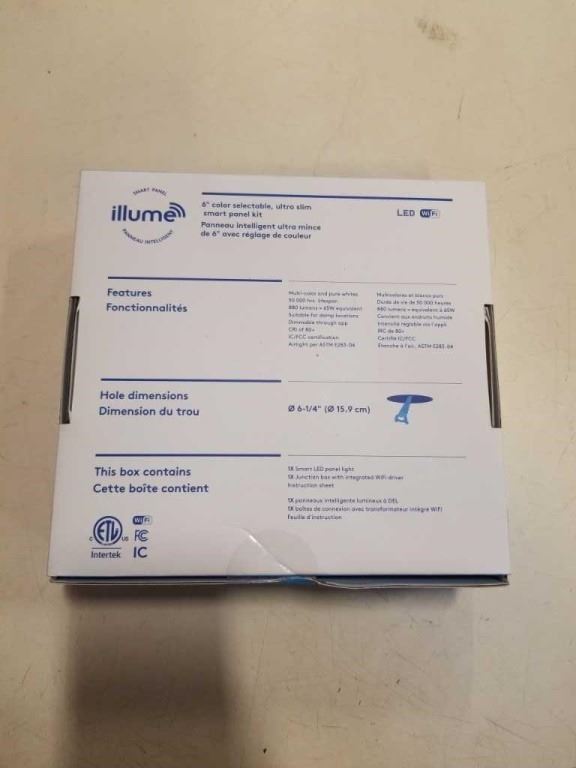 SMART PANEL
illume
PANNEAU INTELLIGENT
6" color selectable, ultra slim
smart panel kit
Panneau intelligent ultra mince
de 6" avec réglage de couleur
LED WiFi
Features
Fonctionnalités
Multi-color and pure whites
50 000 hrs. lifespan
880 lumens = 65W equivalent
Suitable for damp locations
Dimmable through app
CRI of 80+
IC/FCC certification
Airtight per ASTM E283-04
Multicolores et blancs purs
Durée de vie de 50 000 heures
880 lumens = équivalent à 65W
Convient aux endroits humide
Intensité réglable via l'appli
IRC de 80+
Certifié IC/FCC
Étanche à l'air, ASTM E283-04
Hole dimensions
Dimension du trou
Ø 6-1/4" (Ø 15.9 cm)
This box contains
Cette boîte contient
1X Smart LED panel light
1X Junction box with integrated WiFi driver
Instruction sheet
1X panneaux intelligente lumineux à DEL
1X boîtes de connexion avec transformateur intégré WiFi
Feuille d'instruction
C ETL US
Intertek
WiFi
FC
IC